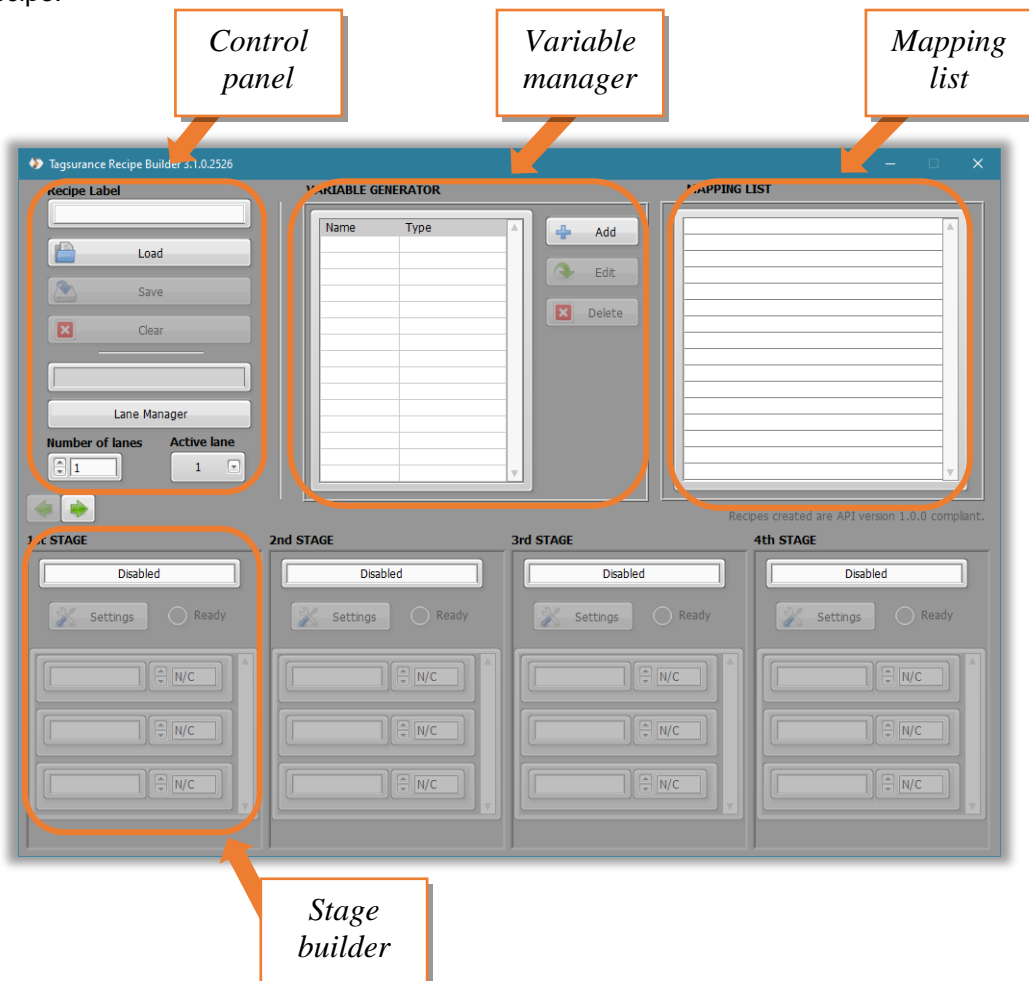 ecipe.
Control
panel
Variable
manager
Mapping
list
Tagsurance Recipe Builder 3.1.0.2526
Recipe Label
Load
Save
Clear
Lane Manager
Number of lanes
Active lane
1
1
VARIABLE GENERATOR
Name Type
Add
Edit
Delete
MAPPING LIST
Recipes created are API version 1.0.0 compliant.
1st STAGE
Disabled
Settings
Ready
N/C
N/C
N/C
2nd STAGE
Disabled
Settings
Ready
N/C
N/C
N/C
3rd STAGE
Disabled
Settings
Ready
N/C
N/C
N/C
4th STAGE
Disabled
Settings
Ready
N/C
N/C
N/C
Stage
builder